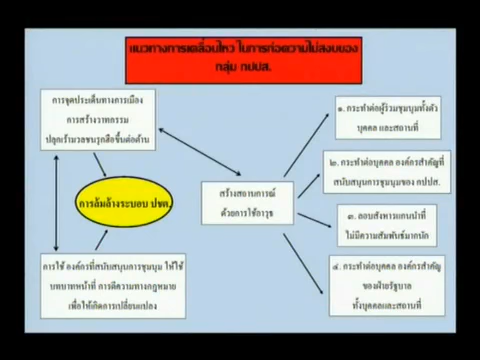 แนวทางการเคลื่อนไหว ในการก่อความไม่สงบของ
กลุ่ม กปปส.
การจุดประเด็นทางการเมือง
การสร้างวาทกรรม
ปลุกเร้ามวลชนรุกฮือขึ้นต่อต้าน
การล้มล้างระบอบ ปชต.
การใช้ องค์กรที่สนับสนุนการชุมนุม ให้ใช้
บทบาทหน้าที่ การตีความทางกฎหมาย
เพื่อให้เกิดการเปลี่ยนแปลง
สร้างสถานการณ์
ด้วยการใช้อาวุธ
๑. กระทำต่อผู้ร่วมชุมนุมทั้งตัว
บุคคล และสถานที่
๒. กระทำต่อบุคคล องค์กรสำคัญที่
สนับสนุนการชุมนุมของ กปปส.
๓. ลอบสังหารแกนนำที่
ไม่มีความสัมพันธ์มากนัก
๔. กระทำต่อบุคคล องค์กรสำคัญ
ของฝ่ายรัฐบาล
ทั้งบุคคลและสถานที่